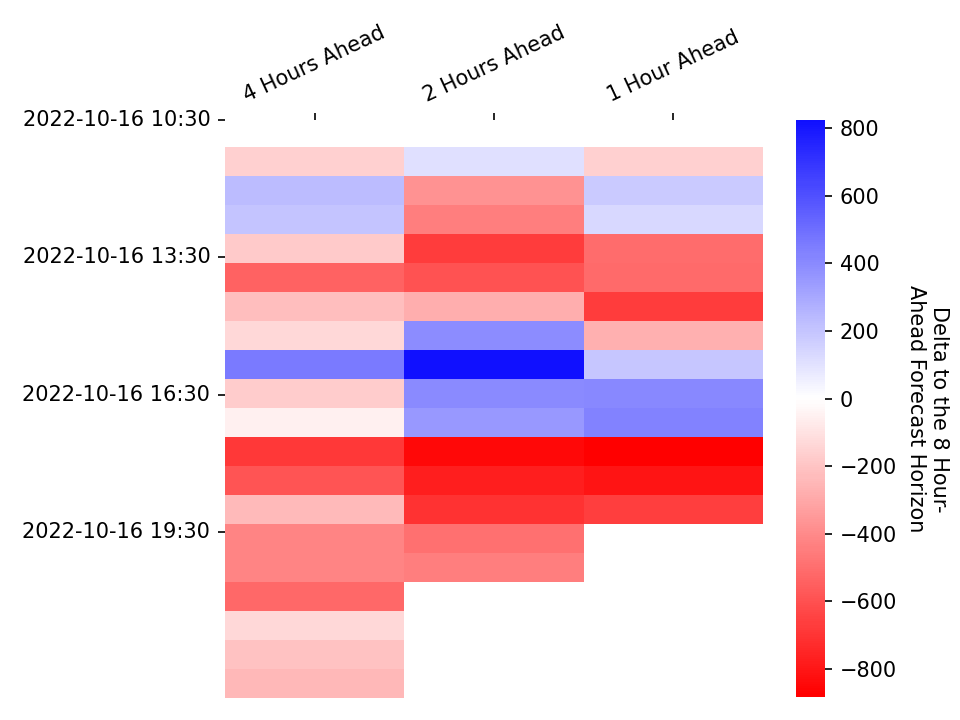 4 Hours Ahead
2 Hours Ahead
1 Hour Ahead
2022-10-16 10:30
2022-10-16 13:30
2022-10-16 16:30
2022-10-16 19:30
800
600
400
200
0
−200
−400
−600
−800
Delta to the 8 Hour-
Ahead Forecast Horizon